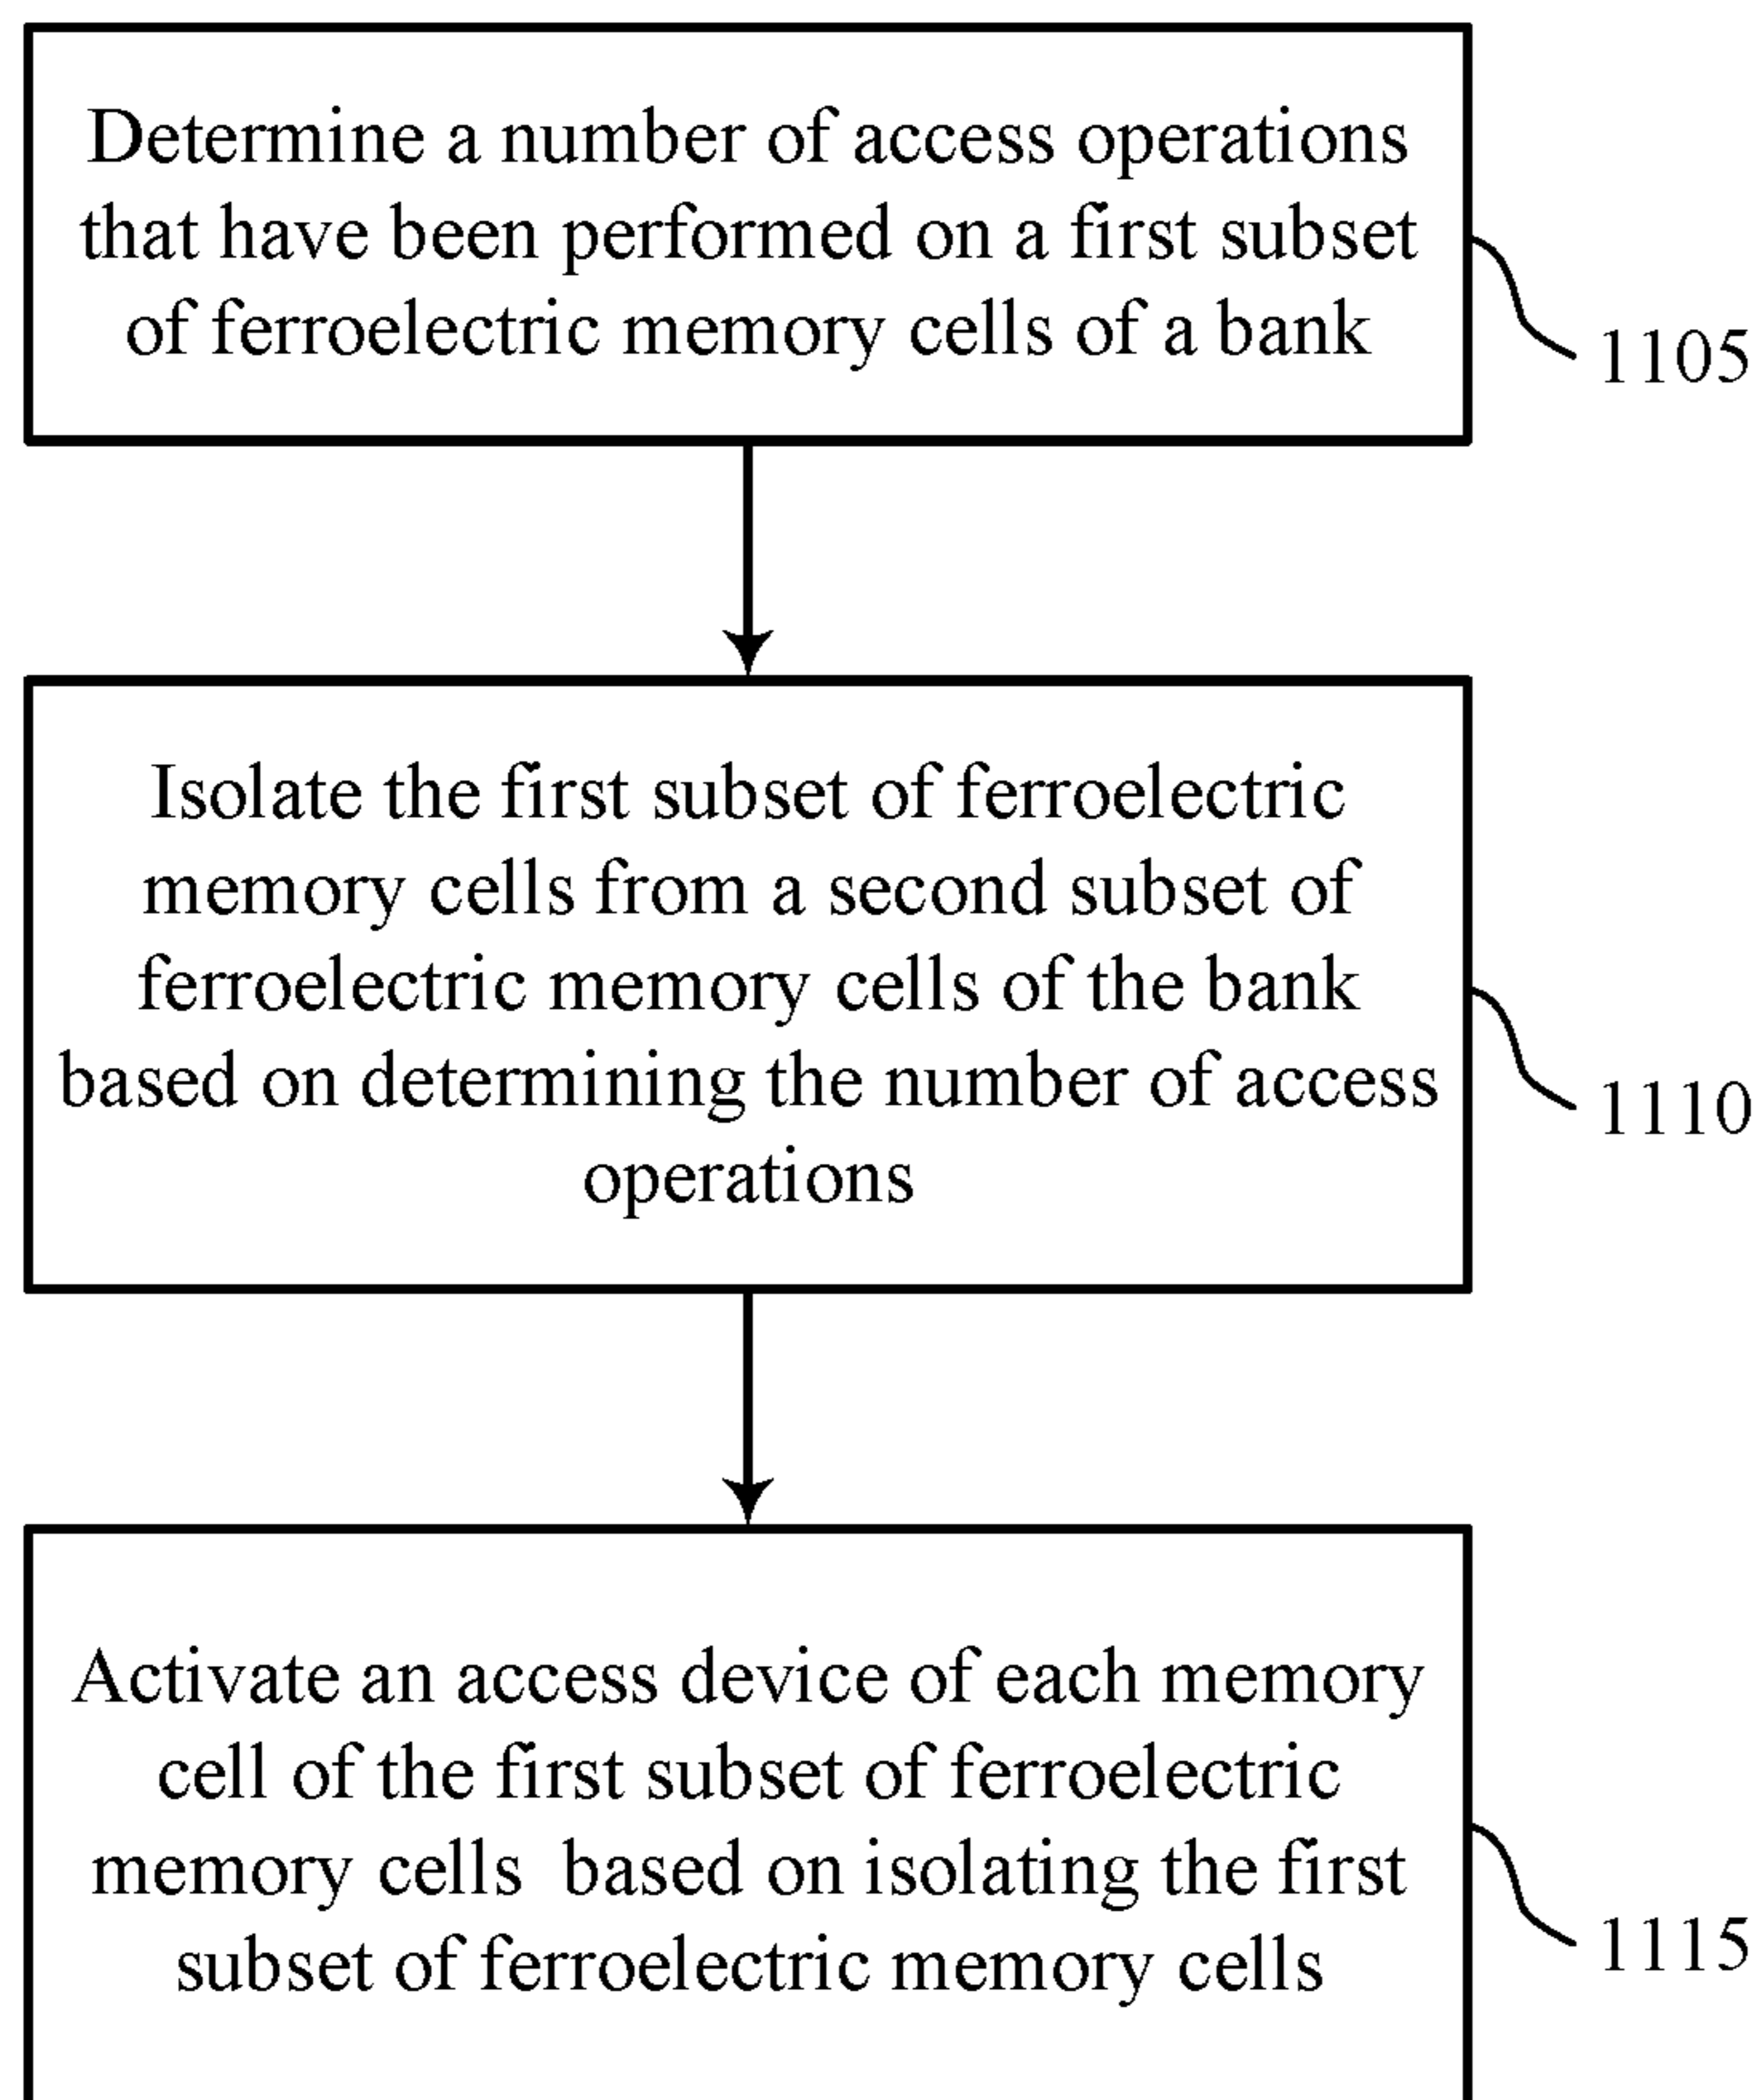 Determine a number of access operations
that have been performed on a first subset
of ferroelectric memory cells of a bank
1105
Isolate the first subset of ferroelectric
memory cells from a second subset of
ferroelectric memory cells of the bank
based on determining the number of access
operations
1110
Activate an access device of each memory
cell of the first subset of ferroelectric
memory cells  based on isolating the first
subset of ferroelectric memory cells
1115